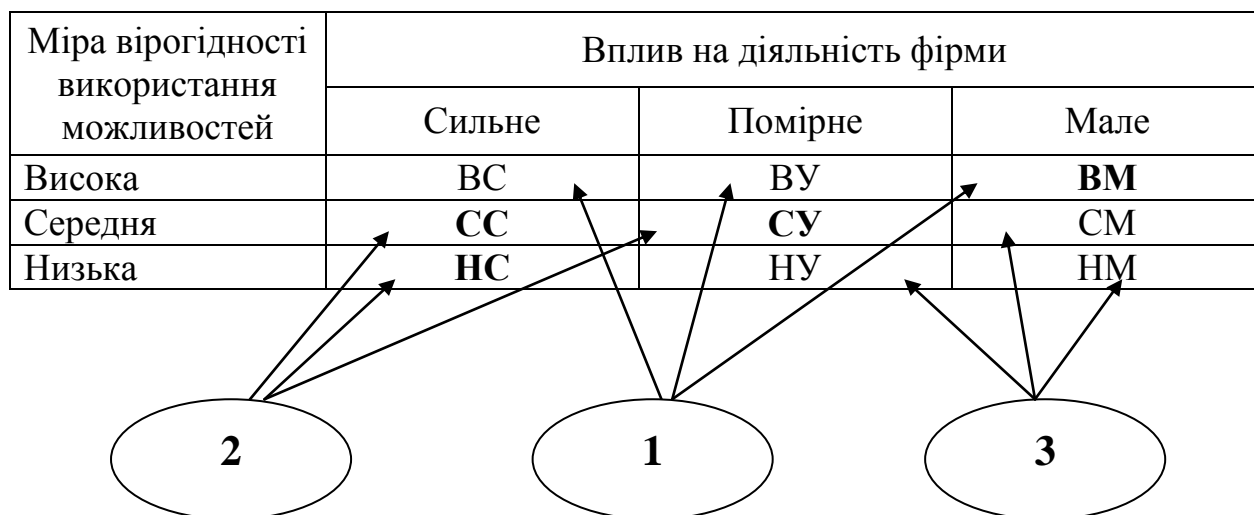 Міра вірогідності
використання
можливостей
Вплив на діяльність фірми
Сильне Помірне Мале
Висока ВС ВУ ВМ
Середня СС СУ СМ
Низька НС НУ НМ
2 1 3